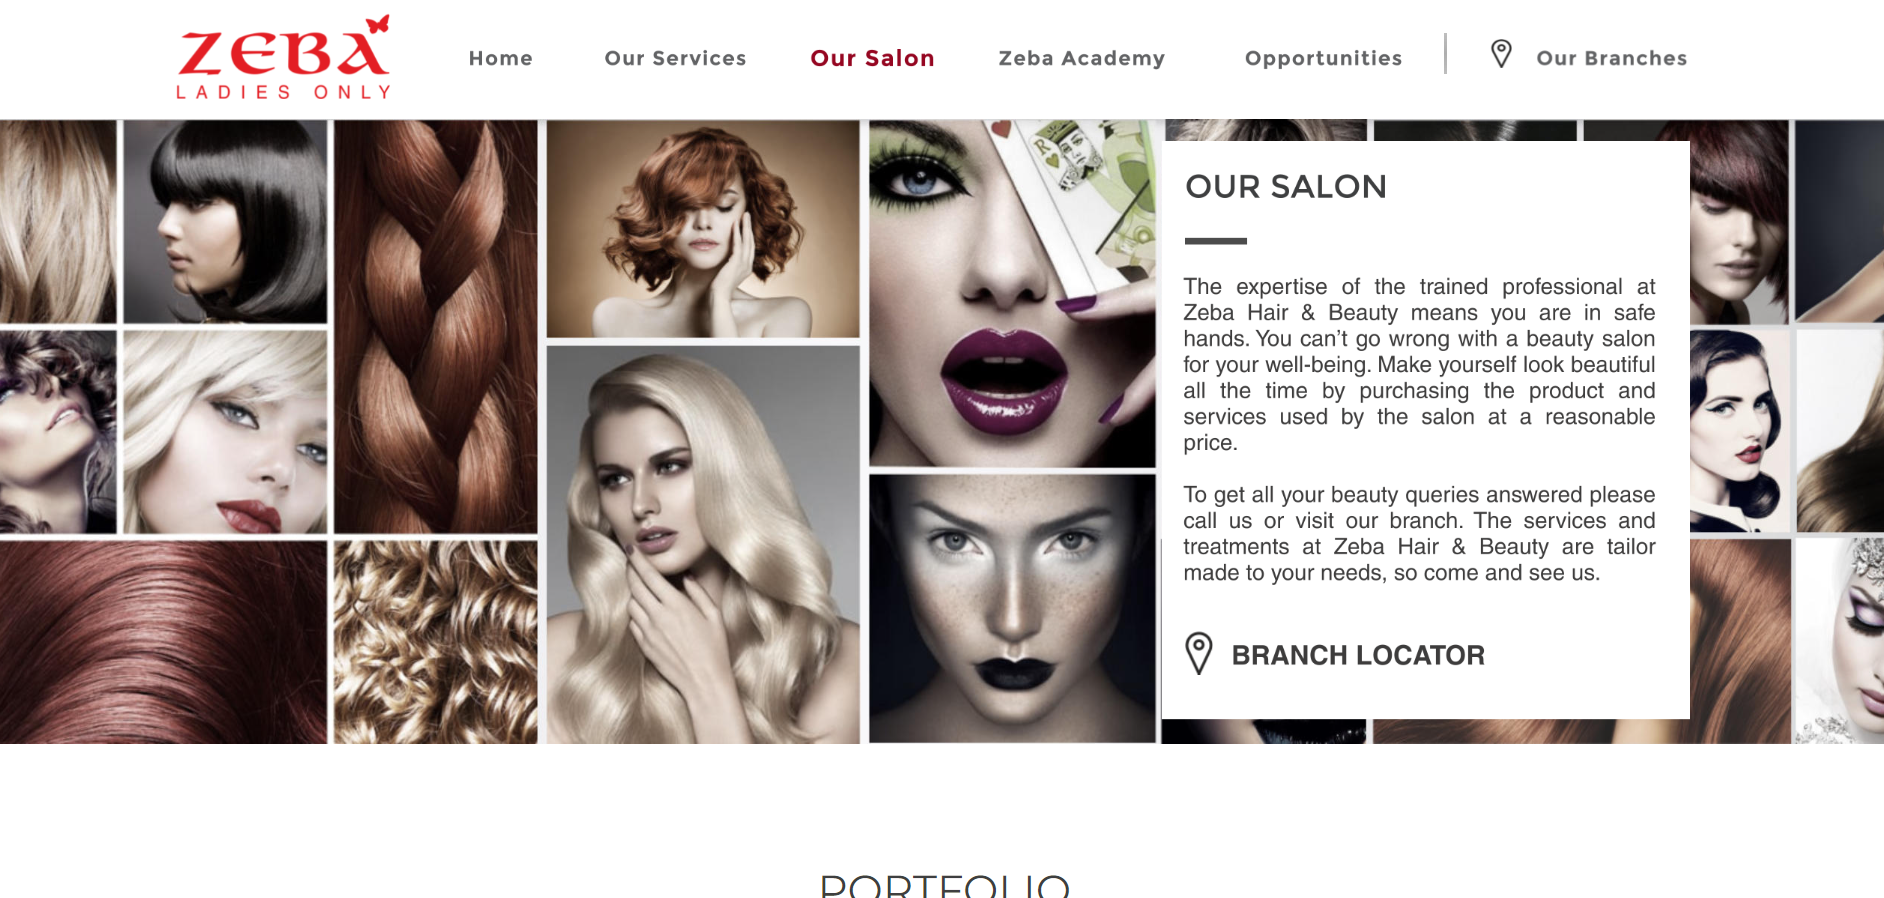 ZEBA
LADIES ONLY
Home
Our Services
Our Salon
Zeba Academy
Opportunities
Our Branches
R
OUR SALON
The expertise of the trained professional at
Zeba Hair & Beauty means you are in safe
hands. You can’t go wrong with a beauty salon
for your well-being. Make yourself look beautiful
all the time by purchasing the product and
services used by the salon at a reasonable
price.
To get all your beauty queries answered please
call us or visit our branch. The services and
treatments at Zeba Hair & Beauty are tailor
made to your needs, so come and see us.
BRANCH LOCATOR
PORTFOLIO